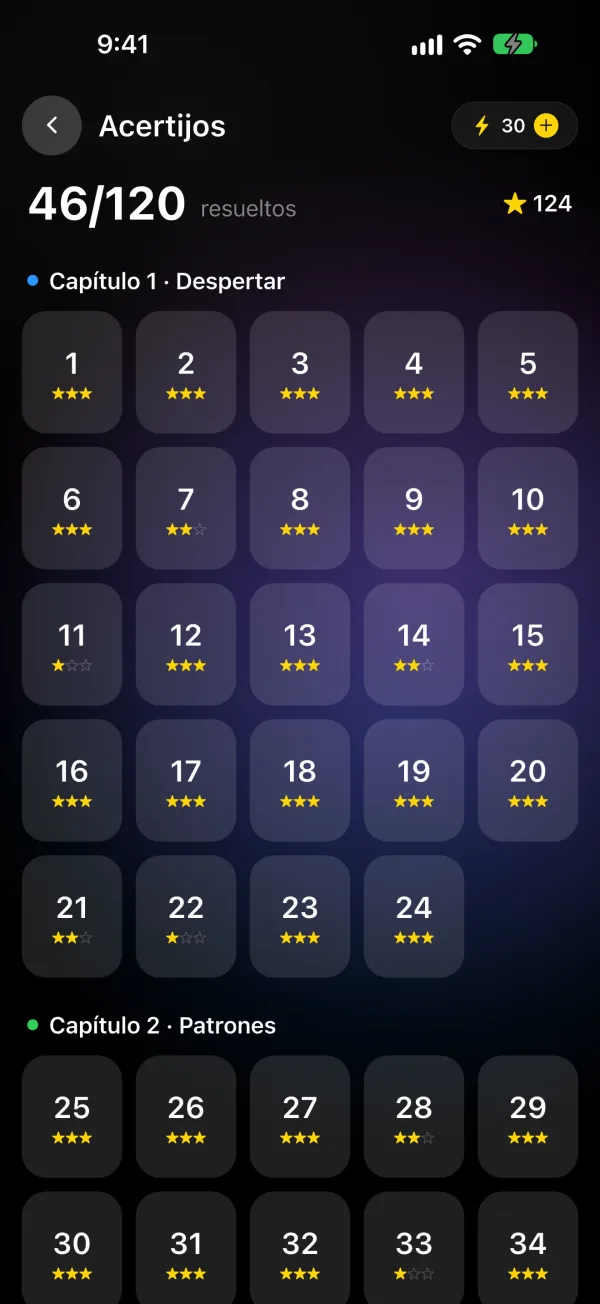 9:41
Acertijos
30
46/120 resueltos
124
Capítulo 1 · Despertar
1 2 3 4 5
6 7 8 9 10
11 12 13 14 15
16 17 18 19 20
21 22 23 24
Capítulo 2 · Patrones
25 26 27 28 29
30 31 32 33 34